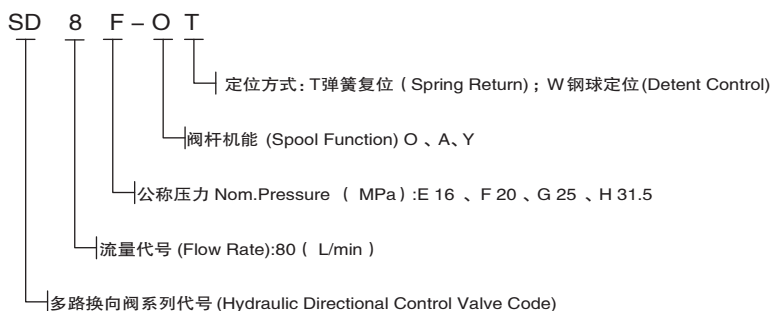 SD 8 F – O T
定位方式：T弹簧复位（Spring Return)；W钢球定位(Detent Control)
阀杆机能 (Spool Function) O 、A、Y
公称压力 Nom.Pressure （ MPa）:E 16 、F 20 、G 25 、H 31.5
流量代号 (Flow Rate):80（ L/min ）
多路换向阀系列代号 (Hydraulic Directional Control Valve Code)